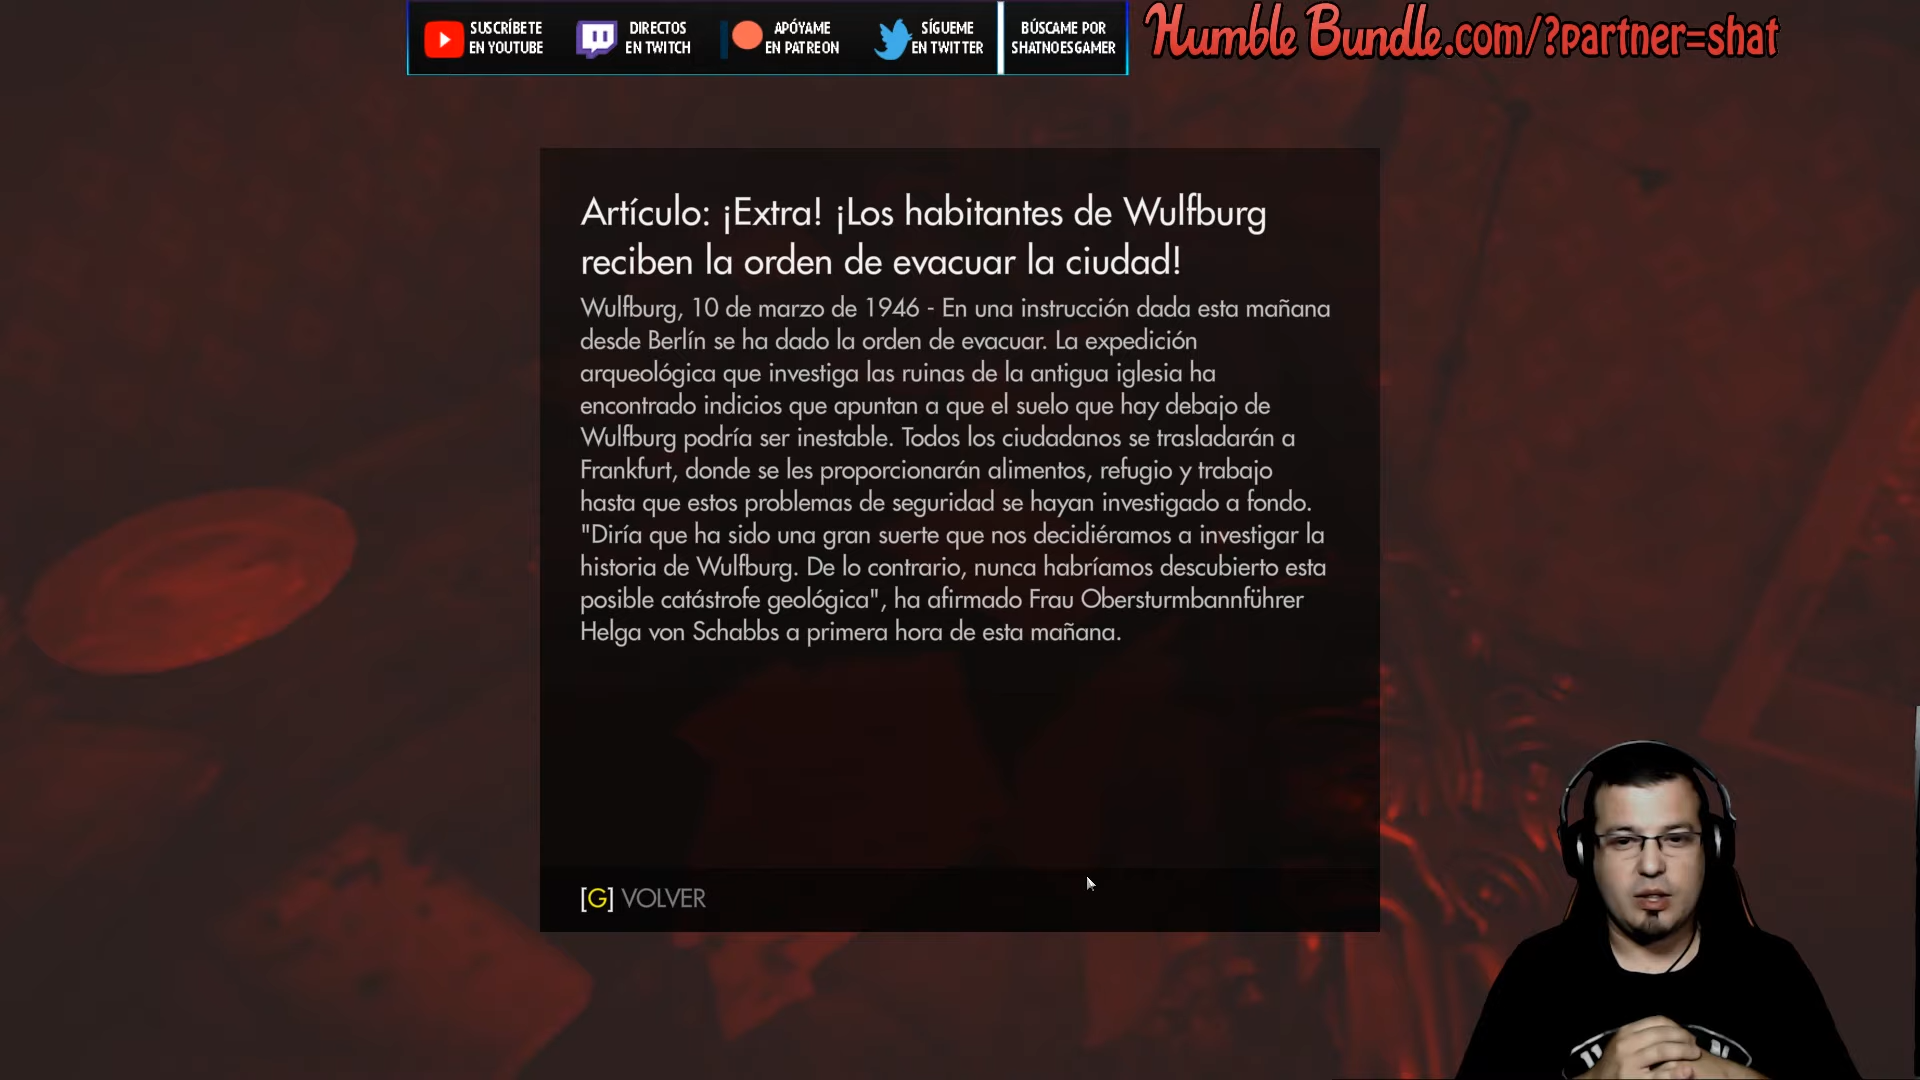 SUSCRÍBETE
EN YOUTUBE
DIRECTOS
EN TWITCH
APÓYAME
EN PATREON
SÍGUEME
EN TWITTER
BÚSCAME POR
SHATNOESGAMER
Humble Bundle.com/?partner=shat
Artículo: ¡Extra! ¡Los habitantes de Wulfburg
reciben la orden de evacuar la ciudad!
Wulfburg, 10 de marzo de 1946 - En una instrucción dada esta mañana
desde Berlín se ha dado la orden de evacuar. La expedición
arqueológica que investiga las ruinas de la antigua iglesia ha
encontrado indicios que apuntan a que el suelo que hay debajo de
Wulfburg podría ser inestable. Todos los ciudadanos se trasladarán a
Frankfurt, donde se les proporcionarán alimentos, refugio y trabajo
hasta que estos problemas de seguridad se hayan investigado a fondo.
"Diría que ha sido una gran suerte que nos decidiéramos a investigar la
historia de Wulfburg. De lo contrario, nunca habríamos descubierto esta
posible catástrofe geológica", ha afirmado Frau Obersturmbannführer
Helga von Schabbs a primera hora de esta mañana.
[G] VOLVER